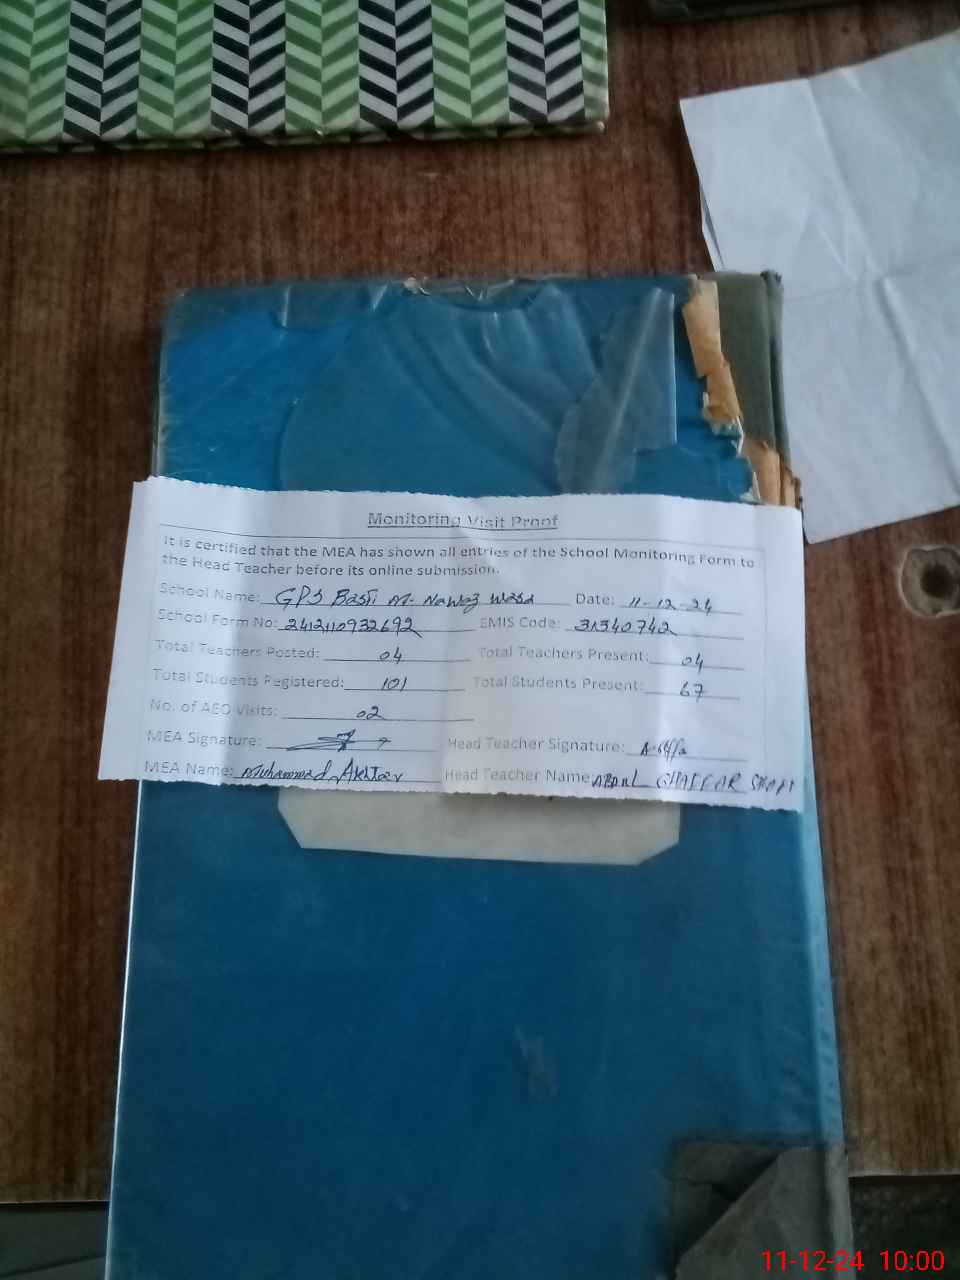 Monitoring Visit Proof
It is certified that the MEA has shown all entries of the School Monitoring Form to
the Head Teacher before its online submission.
School Name: GPS Basti M. Nawaz Date: 11-12-24
School Form No: 2412110932692 EMIS Code: 31340742
Total Teachers Posted: 04 Total Teachers Present: 04
Total Students Registered: 101 Total Students Present: 67
No. of AEO Visits: 02
MEA Signature: Head Teacher Signature:
MEA Name: Muhammad Akhtar Head Teacher Name: GHAFFAR
11-12-24 10:00